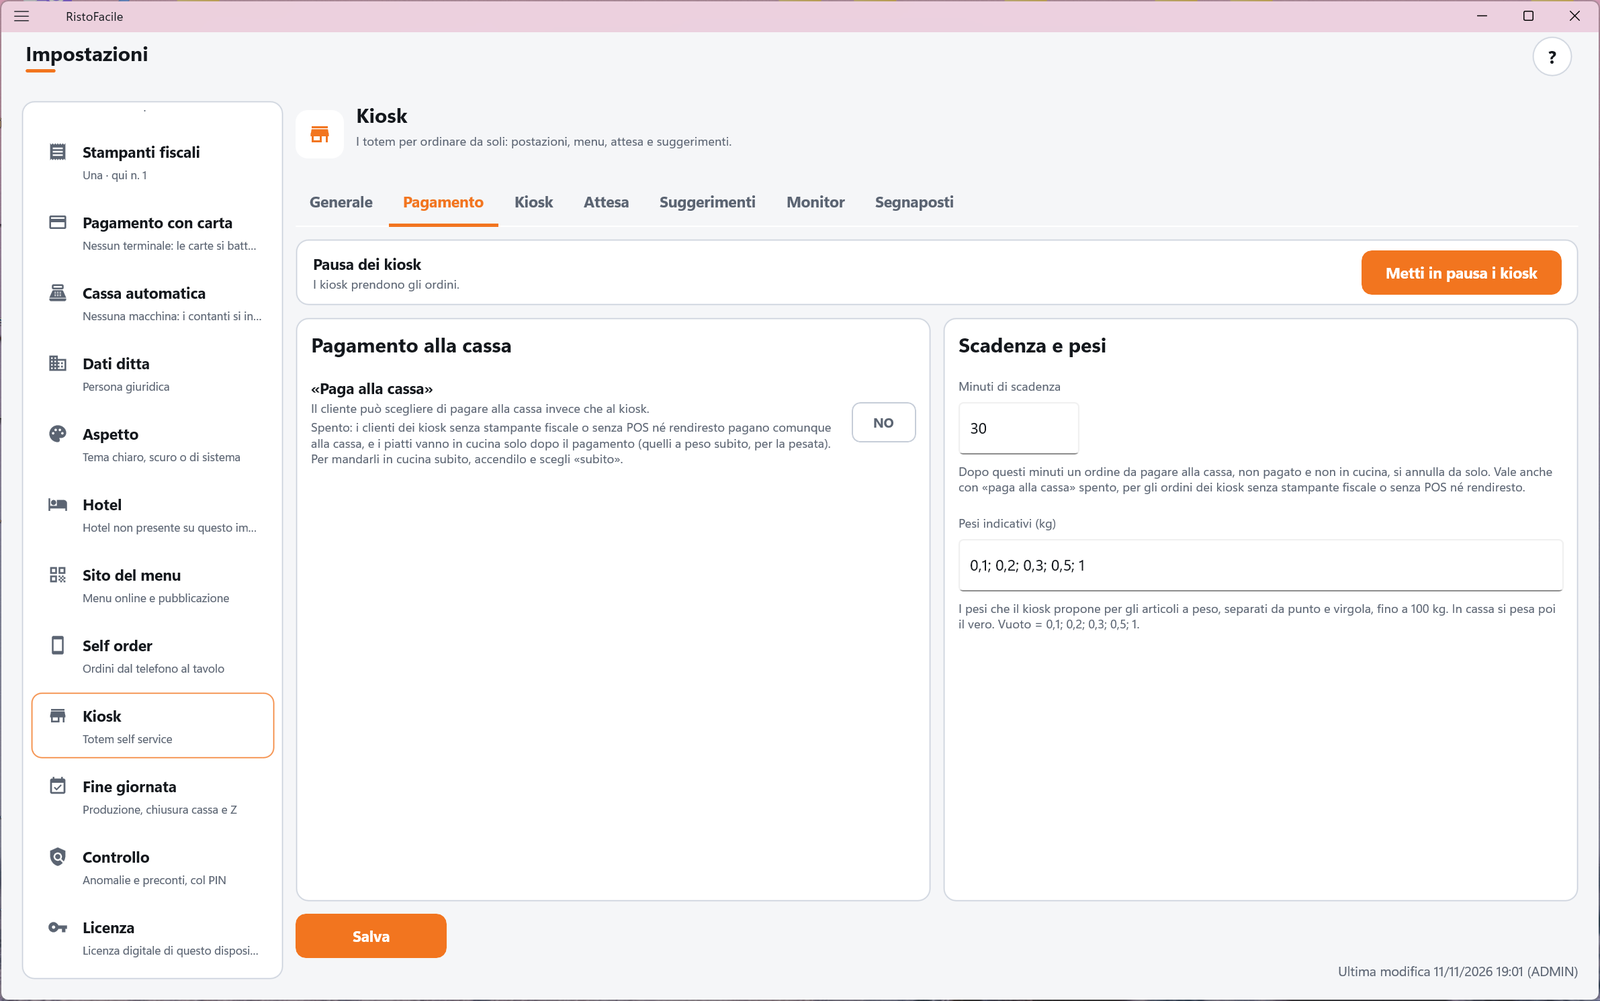 RistoFacile
Impostazioni
?
Stampanti fiscali
Una · qui n. 1
Pagamento con carta
Nessun terminale: le carte si batt...
Cassa automatica
Nessuna macchina: i contanti si in...
Dati ditta
Persona giuridica
Aspetto
Tema chiaro, scuro o di sistema
Hotel
Hotel non presente su questo im...
Sito del menu
Menu online e pubblicazione
Self order
Ordini dal telefono al tavolo
Kiosk
Totem self service
Fine giornata
Produzione, chiusura cassa e Z
Controllo
Anomalie e preconti, col PIN
Licenza
Licenza digitale di questo disposi...
Kiosk
I totem per ordinare da soli: postazioni, menu, attesa e suggerimenti.
Generale Pagamento Kiosk Attesa Suggerimenti Monitor Segnaposti
Pausa dei kiosk
I kiosk prendono gli ordini.
Metti in pausa i kiosk
Pagamento alla cassa
«Paga alla cassa»
Il cliente può scegliere di pagare alla cassa invece che al kiosk.
Spento: i clienti dei kiosk senza stampante fiscale o senza POS né rendiresto pagano comunque
alla cassa, e i piatti vanno in cucina solo dopo il pagamento (quelli a peso subito, per la pesata).
Per mandarli in cucina subito, accendilo e scegli «subito».
NO
Scadenza e pesi
Minuti di scadenza
30
Dopo questi minuti un ordine da pagare alla cassa, non pagato e non in cucina, si annulla da solo. Vale anche
con «paga alla cassa» spento, per gli ordini dei kiosk senza stampante fiscale o senza POS né rendiresto.
Pesi indicativi (kg)
0,1; 0,2; 0,3; 0,5; 1
I pesi che il kiosk propone per gli articoli a peso, separati da punto e virgola, fino a 100 kg. In cassa si pesa poi
il vero. Vuoto = 0,1; 0,2; 0,3; 0,5; 1.
Salva
Ultima modifica 11/11/2026 19:01 (ADMIN)